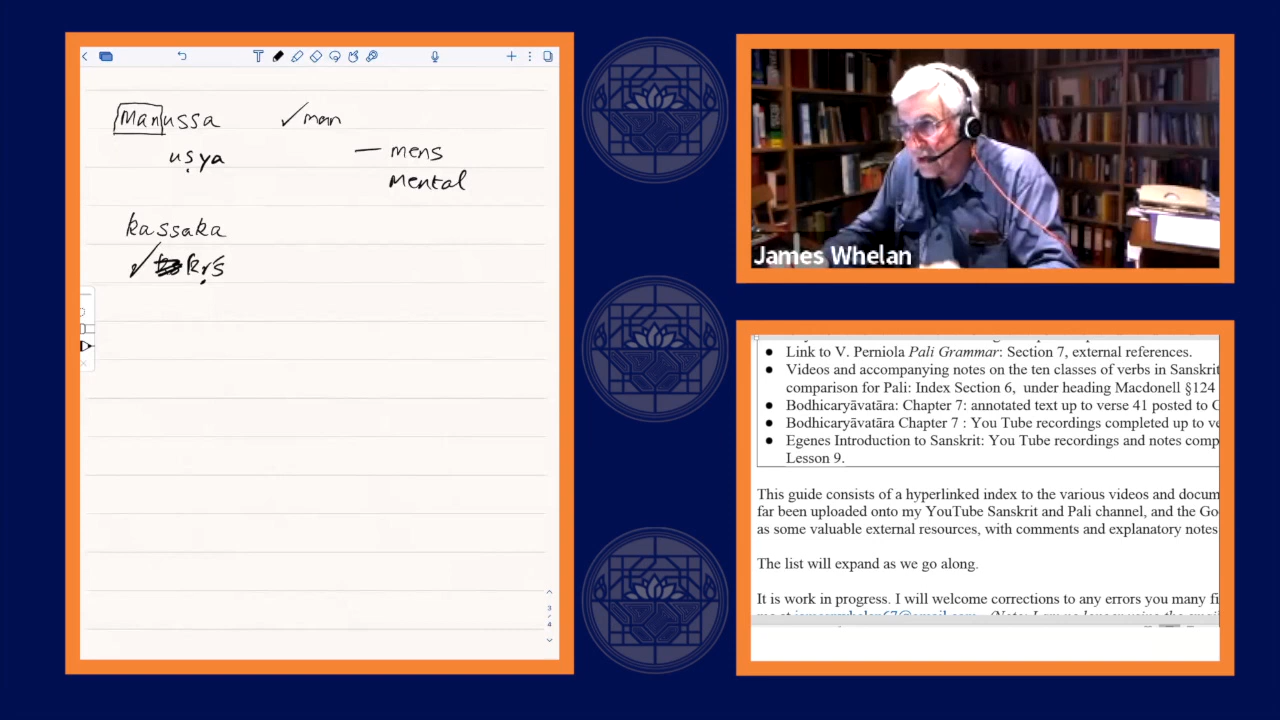 Manussa √man
uṣya — mens
Mental
kassaka
√ kṛś
James Whelan
● Link to V. Perniola Pali Grammar: Section 7, external references.
● Videos and accompanying notes on the ten classes of verbs in Sanskrit
comparison for Pali: Index Section 6, under heading Macdonell §124
● Bodhicaryāvatāra: Chapter 7: annotated text up to verse 41 posted to
● Bodhicaryāvatāra Chapter 7 : You Tube recordings completed up to
● Egenes Introduction to Sanskrit: You Tube recordings and notes
Lesson 9.
This guide consists of a hyperlinked index to the various videos and
far been uploaded onto my YouTube Sanskrit and Pali channel, and the
as some valuable external resources, with comments and explanatory notes
The list will expand as we go along.
It is work in progress. I will welcome corrections to any errors you many